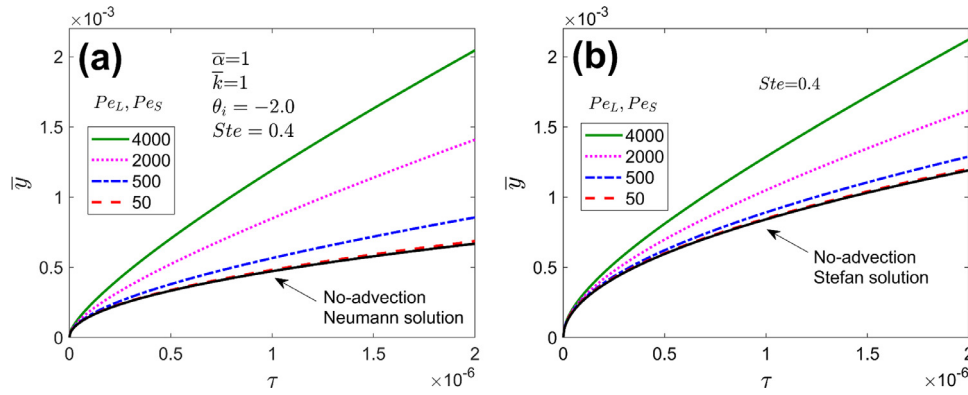 ×10⁻³
(a)
2
1.5
1
0.5
0
ȳ
ᾱ=1
k̄=1
θᵢ = −2.0
Ste = 0.4
Pe_L, Pe_S
4000
2000
500
50
No-advection
Neumann solution
0 0.5 1 1.5 2
τ ×10⁻⁶
×10⁻³
(b)
2
1.5
1
0.5
0
ȳ
Ste=0.4
Pe_L, Pe_S
4000
2000
500
50
No-advection
Stefan solution
0 0.5 1 1.5 2
τ ×10⁻⁶